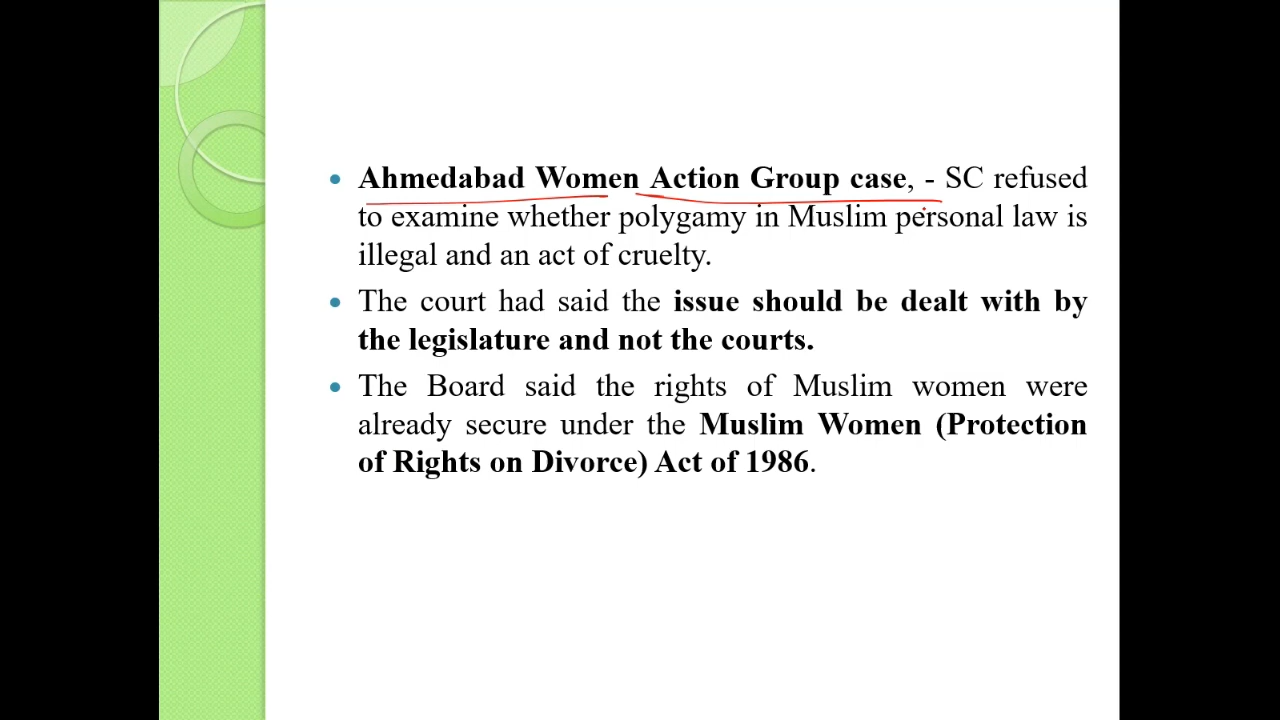 Ahmedabad Women Action Group case, - SC refused
to examine whether polygamy in Muslim personal law is
illegal and an act of cruelty.
The court had said the issue should be dealt with by
the legislature and not the courts.
The Board said the rights of Muslim women were
already secure under the Muslim Women (Protection
of Rights on Divorce) Act of 1986.